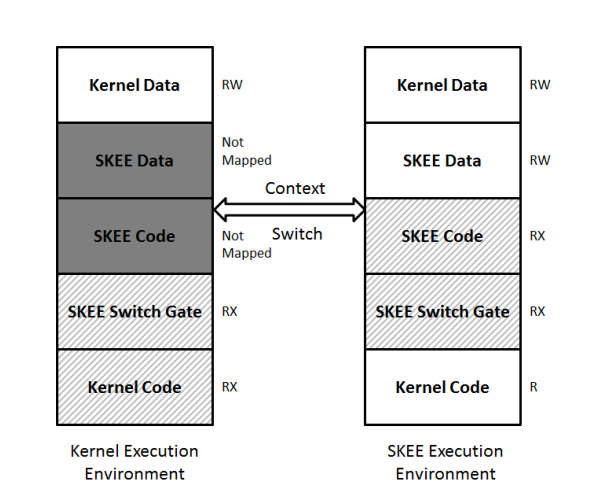 Kernel Data
RW
SKEE Data
Not
Mapped
SKEE Code
Not
Mapped
SKEE Switch Gate
RX
Kernel Code
RX
Kernel Execution
Environment
Context
Switch
Kernel Data
RW
SKEE Data
RW
SKEE Code
RX
SKEE Switch Gate
RX
Kernel Code
R
SKEE Execution
Environment